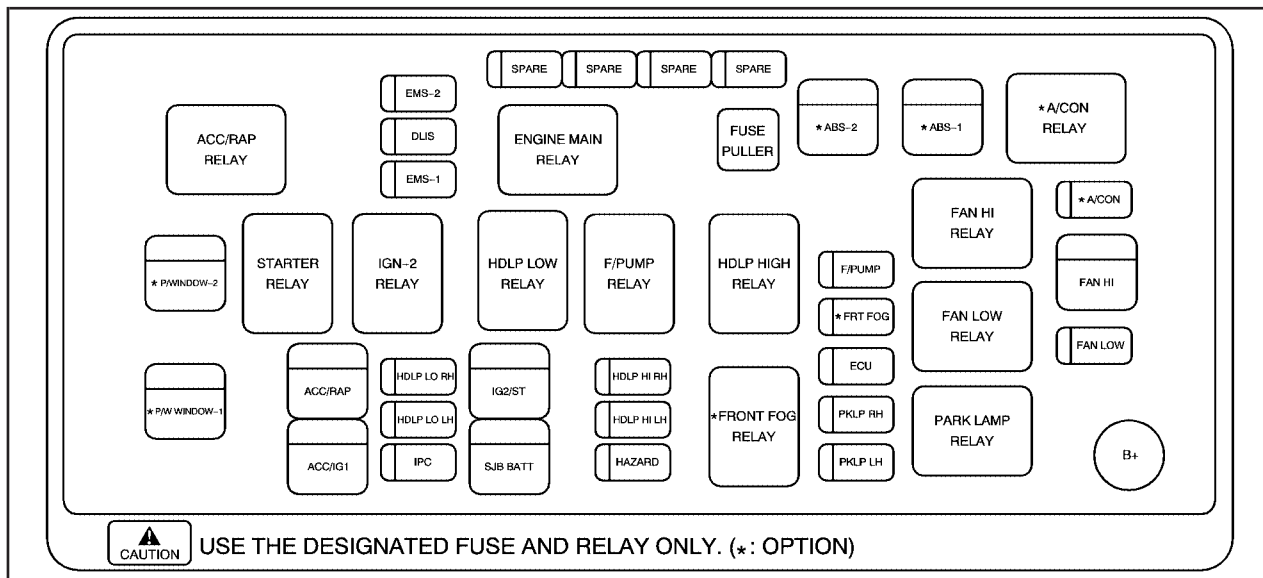 SPARE
SPARE
SPARE
SPARE
EMS-2
DLIS
EMS-1
ACC/RAP
RELAY
ENGINE MAIN
RELAY
FUSE
PULLER
* ABS-2
* ABS-1
* A/CON
RELAY
* P/WINDOW-2
STARTER
RELAY
IGN-2
RELAY
HDLP LOW
RELAY
F/PUMP
RELAY
HDLP HIGH
RELAY
F/PUMP
* FRT FOG
ECU
PKLP RH
PKLP LH
FAN HI
RELAY
* A/CON
FAN HI
FAN LOW
RELAY
FAN LOW
* P/W WINDOW-1
ACC/RAP
ACC/IG1
HDLP LO RH
HDLP LO LH
IPC
IG2/ST
SJB BATT
HDLP HI RH
HDLP HI LH
HAZARD
*FRONT FOG
RELAY
PARK LAMP
RELAY
B+
CAUTION
USE THE DESIGNATED FUSE AND RELAY ONLY. (*: OPTION)